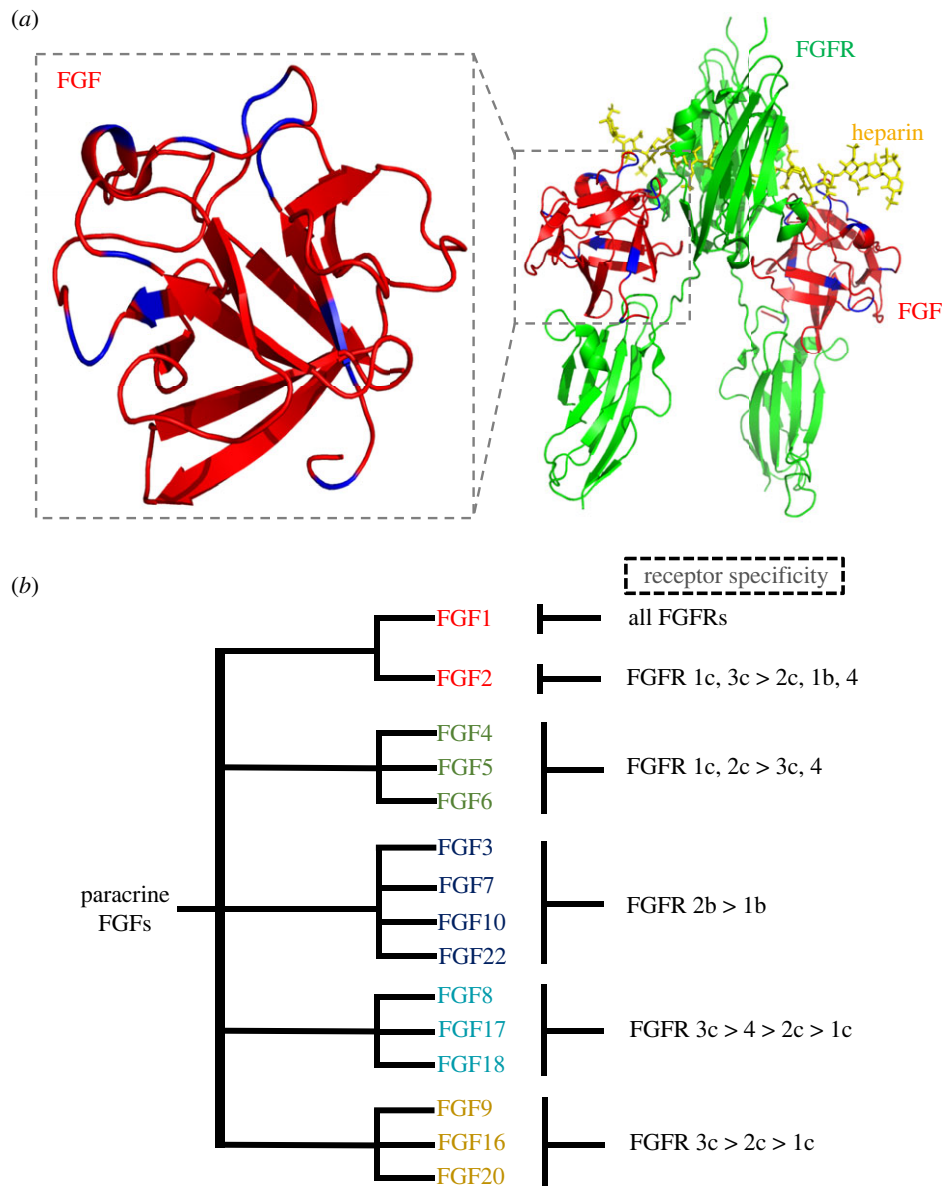 (a)
FGF
FGFR
heparin
FGF
(b)
receptor specificity
paracrine
FGFs
FGF1
all FGFRs
FGF2
FGFR 1c, 3c > 2c, 1b, 4
FGF4
FGF5
FGF6
FGFR 1c, 2c > 3c, 4
FGF3
FGF7
FGF10
FGF22
FGFR 2b > 1b
FGF8
FGF17
FGF18
FGFR 3c > 4 > 2c > 1c
FGF9
FGF16
FGF20
FGFR 3c > 2c > 1c